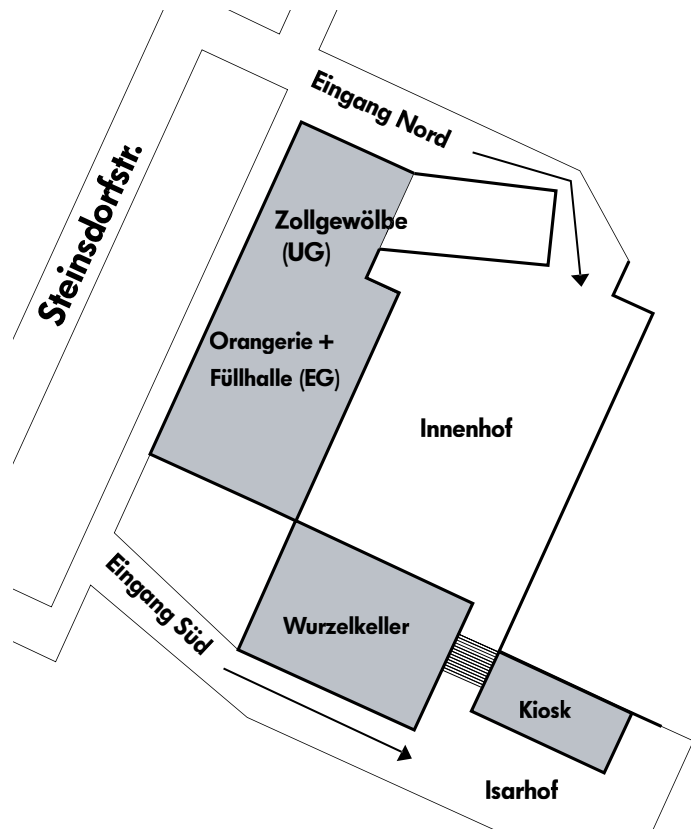 Eingang Nord
Steinsdorfstr.
Zollgewölbe
(UG)
Orangerie +
Füllhalle (EG)
Innenhof
Eingang Süd
Wurzelkeller
Kiosk
Isarhof